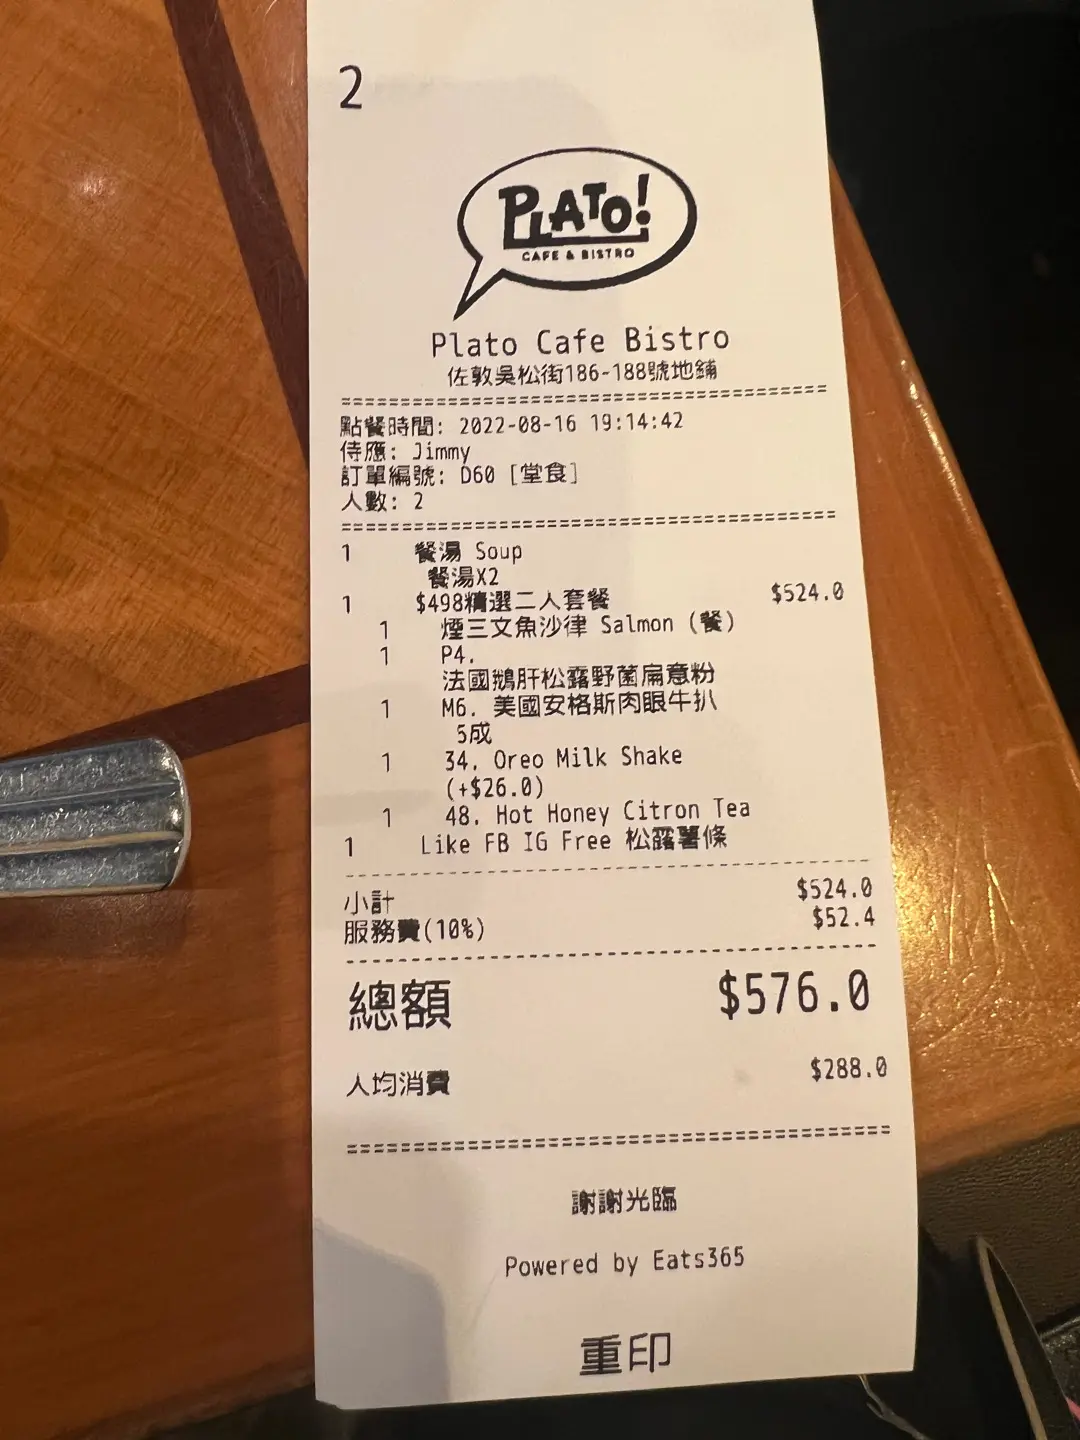 2
PLATO!
CAFE & BISTRO
Plato Cafe Bistro
佐敦吳松街186-188號地鋪
======================================
點餐時間: 2022-08-16 19:14:42
侍應: Jimmy
訂單編號: D60 [堂食]
人數: 2
======================================
1 餐湯 Soup
餐湯X2
1 $498精選二人套餐 $524.0
1 煙三文魚沙律 Salmon (餐)
1 P4.
法國鵝肝松露野菌扁意粉
1 M6. 美國安格斯肉眼牛扒
5成
1 34. Oreo Milk Shake
(+$26.0)
1 48. Hot Honey Citron Tea
1 Like FB IG Free 松露薯條
--------------------------------------
小計 $524.0
服務費(10%) $52.4
--------------------------------------
總額 $576.0
人均消費 $288.0
======================================
謝謝光臨
Powered by Eats365
重印